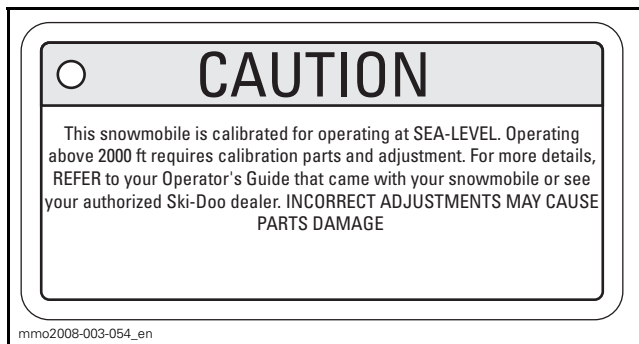 CAUTION
This snowmobile is calibrated for operating at SEA-LEVEL. Operating
above 2000 ft requires calibration parts and adjustment. For more details,
REFER to your Operator's Guide that came with your snowmobile or see
your authorized Ski-Doo dealer. INCORRECT ADJUSTMENTS MAY CAUSE
PARTS DAMAGE
mmo2008-003-054_en